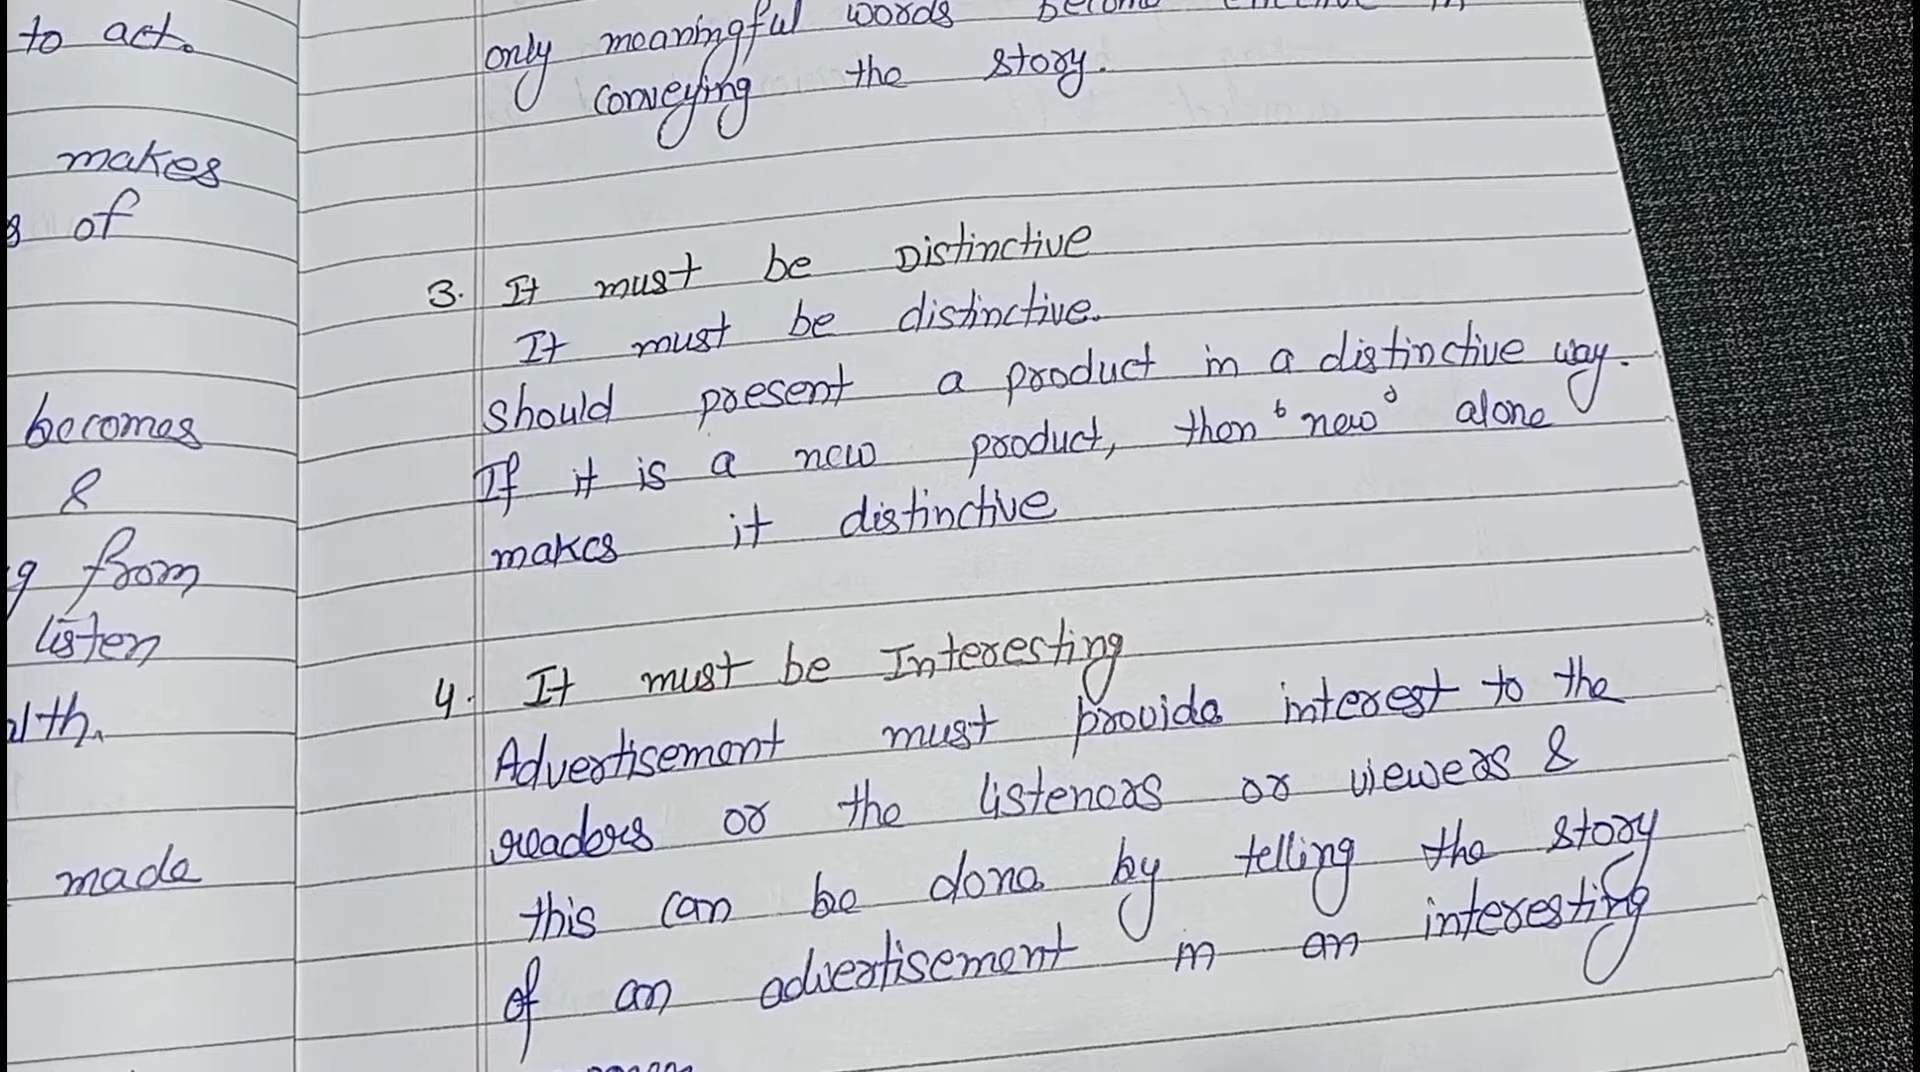 to act.
makes
of
becomes
&
from
listen
made
only meaningful words
conveying the story.
3. It must be Distinctive
It must be distinctive.
Should present a product in a distinctive way.
If it is a new product, then 'new' alone
makes it distinctive
4. It must be Interesting
Advertisement must provide interest to the
readers or the listeners or viewers &
this can be done by telling the story
of an advertisement in an interesting